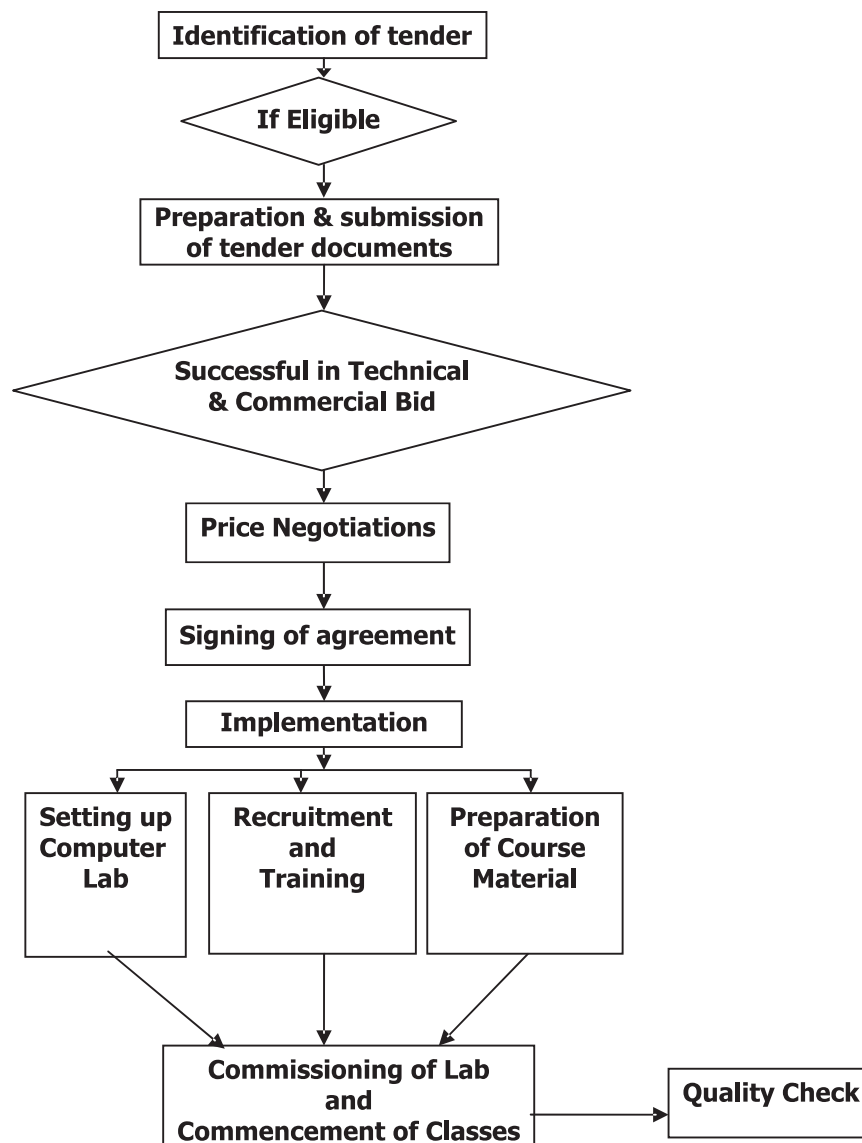 Identification of tender
If Eligible
Preparation & submission
of tender documents
Successful in Technical
& Commercial Bid
Price Negotiations
Signing of agreement
Implementation
Setting up
Computer
Lab
Recruitment
and
Training
Preparation
of Course
Material
Commissioning of Lab
and
Commencement of Classes
Quality Check